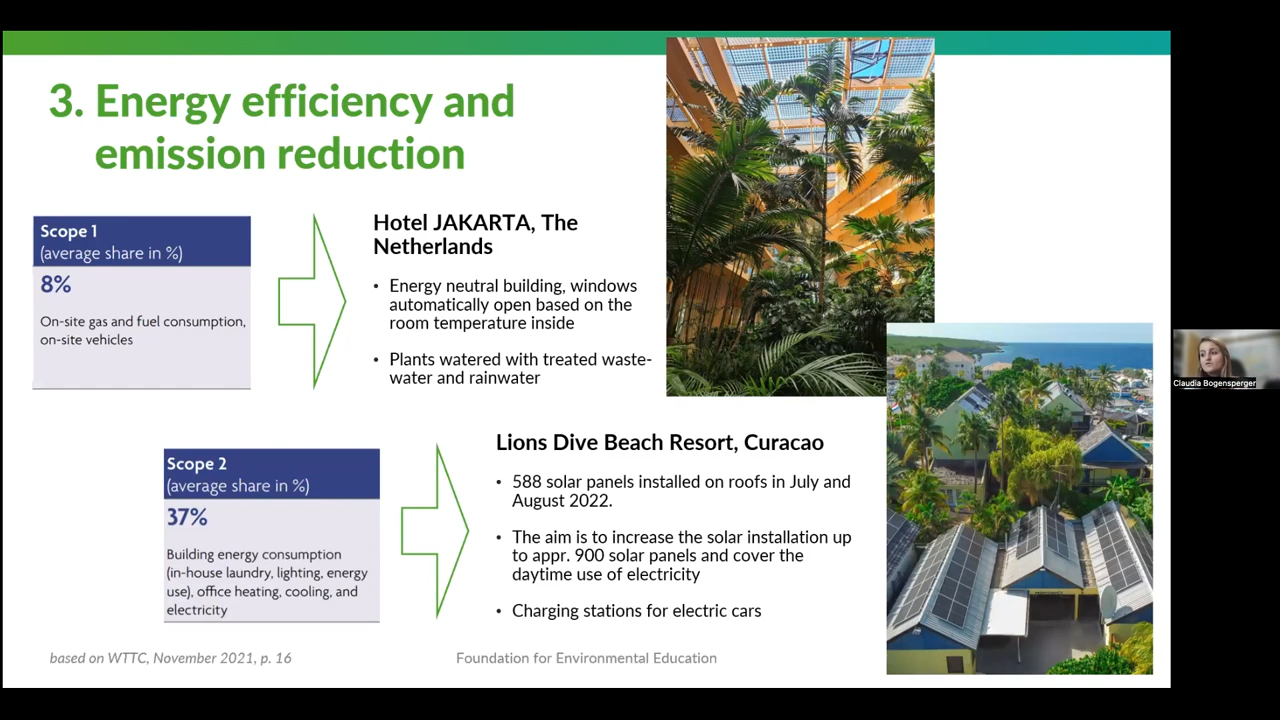 3. Energy efficiency and
emission reduction
Scope 1
(average share in %)
8%
On-site gas and fuel consumption,
on-site vehicles
Hotel JAKARTA, The
Netherlands
• Energy neutral building, windows
automatically open based on the
room temperature inside
• Plants watered with treated waste-
water and rainwater
Scope 2
(average share in %)
37%
Building energy consumption
(in-house laundry, lighting, energy
use), office heating, cooling, and
electricity
Lions Dive Beach Resort, Curacao
• 588 solar panels installed on roofs in July and
August 2022.
• The aim is to increase the solar installation up
to appr. 900 solar panels and cover the
daytime use of electricity
• Charging stations for electric cars
based on WTTC, November 2021, p. 16
Foundation for Environmental Education
Claudia Bogensperger